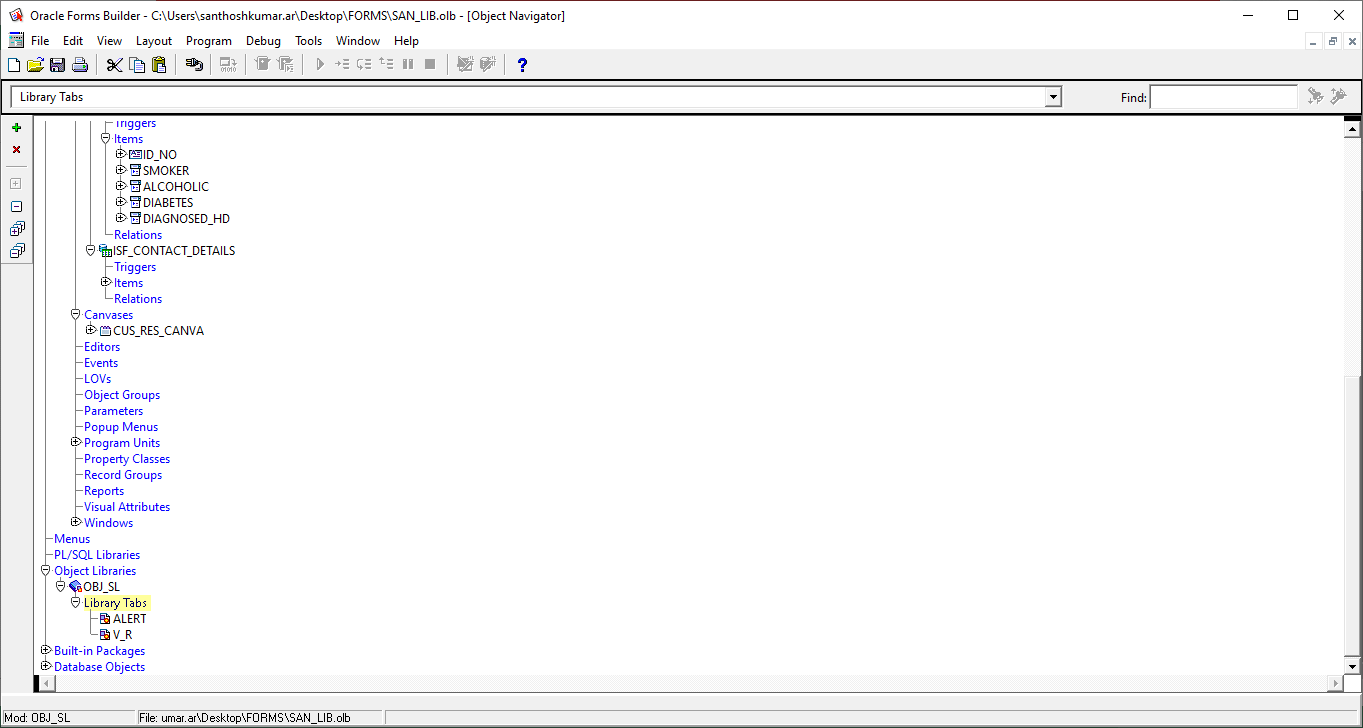 Oracle Forms Builder - C:\Users\santhoshkumar.ar\Desktop\FORMS\SAN_LIB.olb - [Object Navigator]
File Edit View Layout Program Debug Tools Window Help
Library Tabs Find:
Triggers
Items
ID_NO
SMOKER
ALCOHOLIC
DIABETES
DIAGNOSED_HD
Relations
ISF_CONTACT_DETAILS
Triggers
Items
Relations
Canvases
CUS_RES_CANVA
Editors
Events
LOVs
Object Groups
Parameters
Popup Menus
Program Units
Property Classes
Record Groups
Reports
Visual Attributes
Windows
Menus
PL/SQL Libraries
Object Libraries
OBJ_SL
Library Tabs
ALERT
V_R
Built-in Packages
Database Objects
Mod: OBJ_SL File: umar.ar\Desktop\FORMS\SAN_LIB.olb